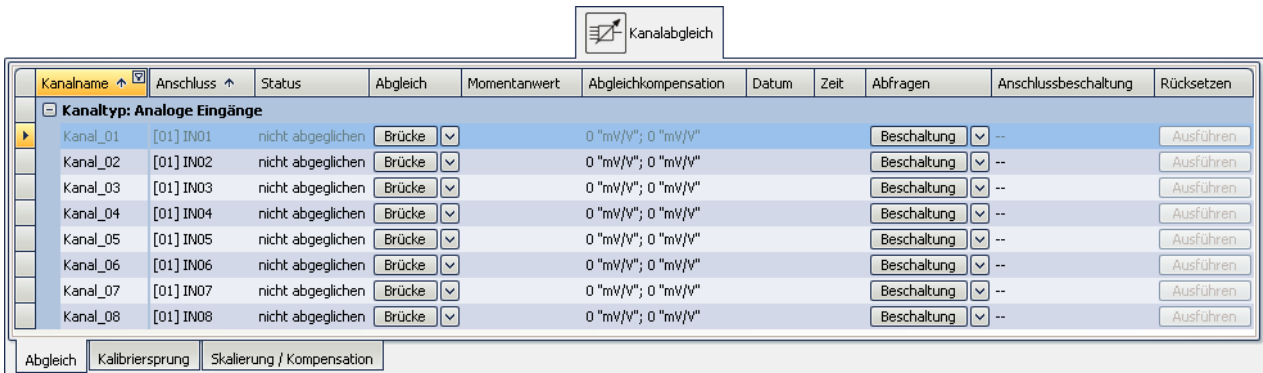 Kanalabgleich
Kanalname Anschluss Status Abgleich Momentanwert Abgleichkompensation Datum Zeit Abfragen Anschlussbeschaltung Rücksetzen
Kanaltyp: Analoge Eingänge
Kanal_01 [01] IN01 nicht abgeglichen Brücke 0 "mV/V"; 0 "mV/V" Beschaltung -- Ausführen
Kanal_02 [01] IN02 nicht abgeglichen Brücke 0 "mV/V"; 0 "mV/V" Beschaltung -- Ausführen
Kanal_03 [01] IN03 nicht abgeglichen Brücke 0 "mV/V"; 0 "mV/V" Beschaltung -- Ausführen
Kanal_04 [01] IN04 nicht abgeglichen Brücke 0 "mV/V"; 0 "mV/V" Beschaltung -- Ausführen
Kanal_05 [01] IN05 nicht abgeglichen Brücke 0 "mV/V"; 0 "mV/V" Beschaltung -- Ausführen
Kanal_06 [01] IN06 nicht abgeglichen Brücke 0 "mV/V"; 0 "mV/V" Beschaltung -- Ausführen
Kanal_07 [01] IN07 nicht abgeglichen Brücke 0 "mV/V"; 0 "mV/V" Beschaltung -- Ausführen
Kanal_08 [01] IN08 nicht abgeglichen Brücke 0 "mV/V"; 0 "mV/V" Beschaltung -- Ausführen
Abgleich Kalibriersprung Skalierung / Kompensation